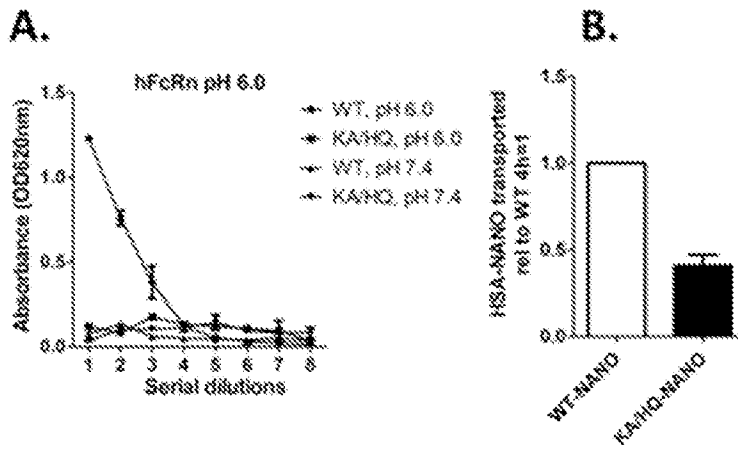 A.
hFcRn pH 6.0
Absorbance (OD620nm)
1.5
1.0
0.5
0.0
1 2 3 4 5 6 7 8
Serial dilutions
WT, pH 6.0
KA/HQ, pH 6.0
WT, pH 7.4
KA/HQ, pH 7.4
B.
HSA-NANO transported
rel to WT 4h=1
1.5
1.0
0.5
0.0
WT-NANO
KA/HQ-NANO